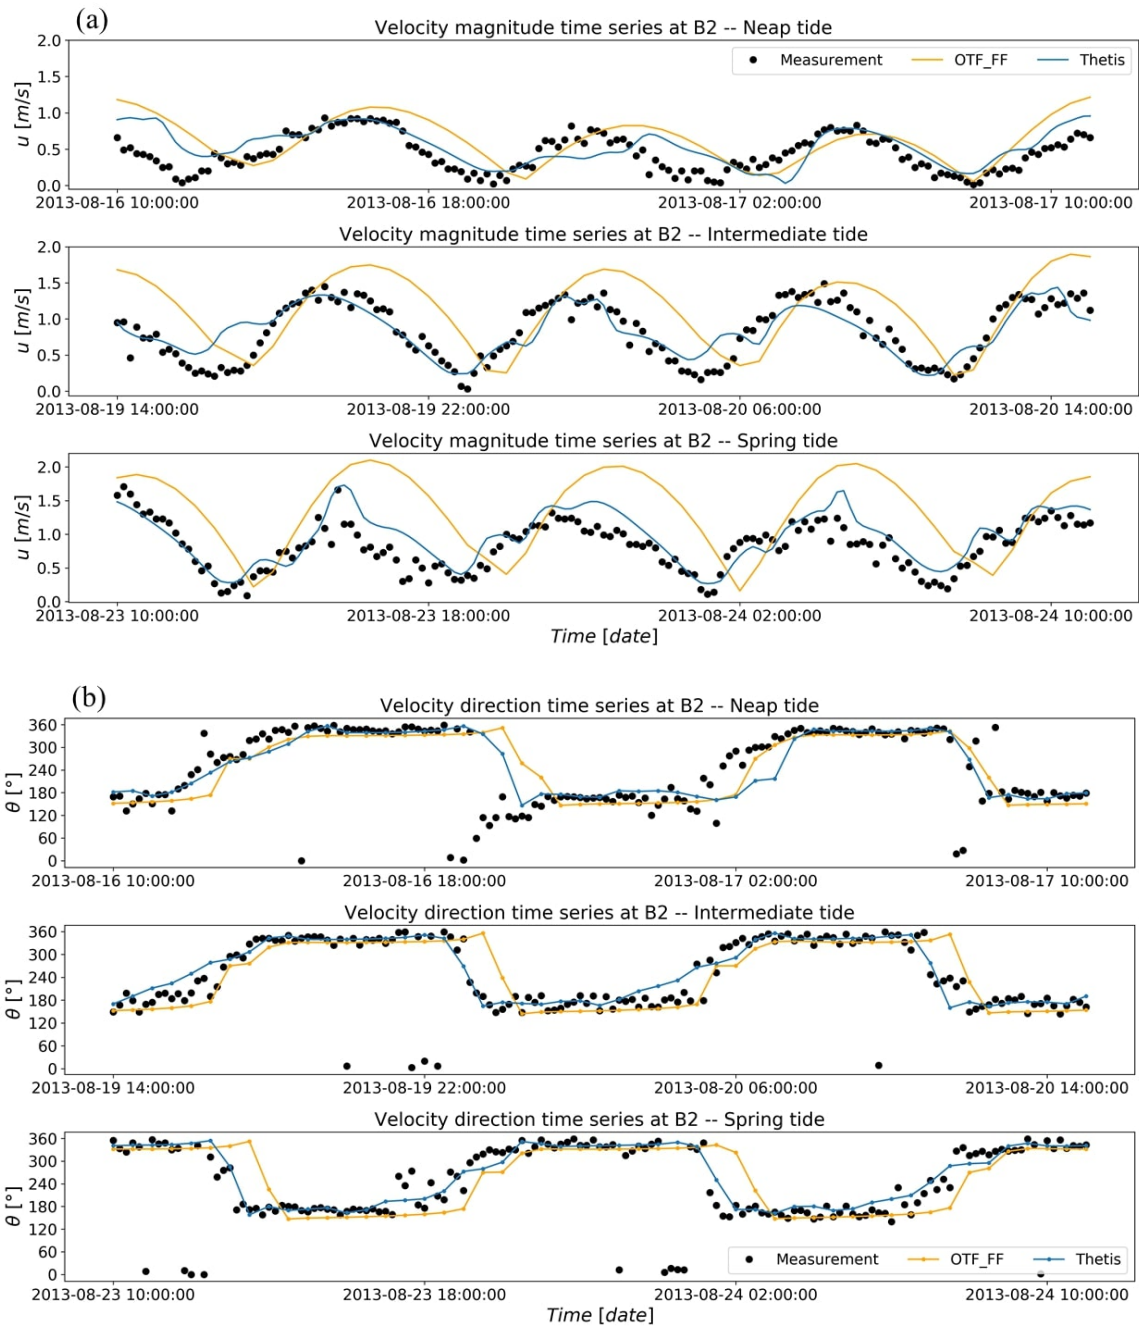 (a)
Velocity magnitude time series at B2 -- Neap tide
2.0
1.5
1.0
0.5
0.0
u [m/s]
Measurement OTF_FF Thetis
2013-08-16 10:00:00 2013-08-16 18:00:00 2013-08-17 02:00:00 2013-08-17 10:00:00
Velocity magnitude time series at B2 -- Intermediate tide
2.0
1.5
1.0
0.5
0.0
u [m/s]
2013-08-19 14:00:00 2013-08-19 22:00:00 2013-08-20 06:00:00 2013-08-20 14:00:00
Velocity magnitude time series at B2 -- Spring tide
2.0
1.5
1.0
0.5
0.0
u [m/s]
2013-08-23 10:00:00 2013-08-23 18:00:00 2013-08-24 02:00:00 2013-08-24 10:00:00
Time [date]
(b)
Velocity direction time series at B2 -- Neap tide
360
300
240
180
120
60
0
θ [°]
2013-08-16 10:00:00 2013-08-16 18:00:00 2013-08-17 02:00:00 2013-08-17 10:00:00
Velocity direction time series at B2 -- Intermediate tide
360
300
240
180
120
60
0
θ [°]
2013-08-19 14:00:00 2013-08-19 22:00:00 2013-08-20 06:00:00 2013-08-20 14:00:00
Velocity direction time series at B2 -- Spring tide
360
300
240
180
120
60
0
θ [°]
Measurement OTF_FF Thetis
2013-08-23 10:00:00 2013-08-23 18:00:00 2013-08-24 02:00:00 2013-08-24 10:00:00
Time [date]